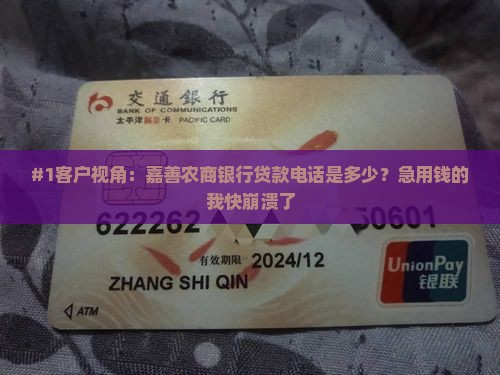 交通銀行
BANK OF COMMUNICATIONS
太平洋 卡 PACIFIC CARD
#1客户视角：嘉善农商银行贷款电话是多少？急用钱的
我快崩溃了
622262 50601
有效期限 2024/12
ZHANG SHI QIN
ATM
UnionPay
银联